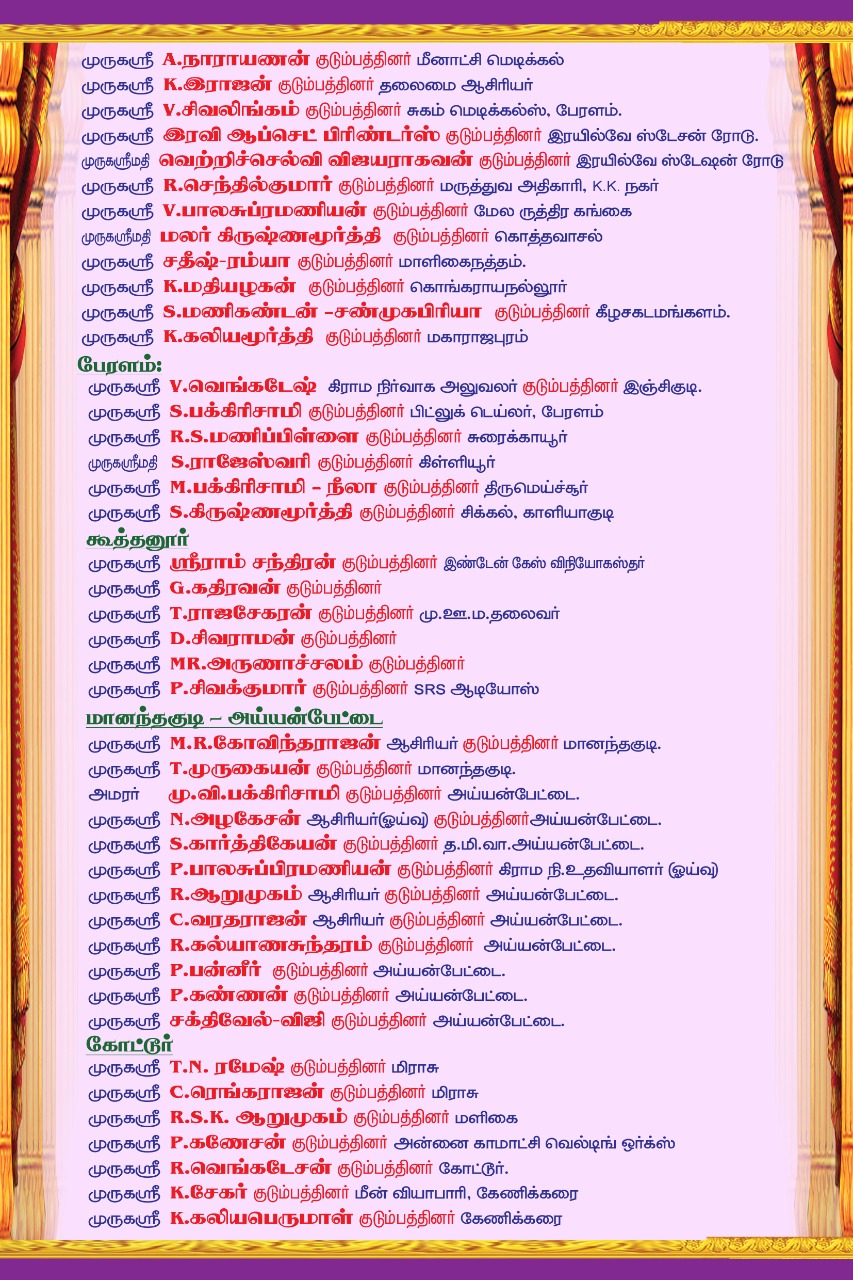 முருகஸ்ரீ A.நாராயணன் குடும்பத்தினர் மீனாட்சி மெடிக்கல்
முருகஸ்ரீ K.இராஜன் குடும்பத்தினர் தலைமை ஆசிரியர்
முருகஸ்ரீ V.சிவலிங்கம் குடும்பத்தினர் சுகம் மெடிக்கல்ஸ், பேரளம்.
முருகஸ்ரீ இரவி ஆப்செட் பிரிண்டர்ஸ் குடும்பத்தினர் இரயில்வே ஸ்டேசன் ரோடு.
முருகஸ்ரீமதி வெற்றிச்செல்வி விஜயராகவன் குடும்பத்தினர் இரயில்வே ஸ்டேஷன் ரோடு
முருகஸ்ரீ R.செந்தில்குமார் குடும்பத்தினர் மருத்துவ அதிகாரி, K.K. நகர்
முருகஸ்ரீ V.பாலசுப்ரமணியன் குடும்பத்தினர் மேல ருத்திர கங்கை
முருகஸ்ரீமதி மலர் கிருஷ்ணமூர்த்தி குடும்பத்தினர் கொத்தவாசல்
முருகஸ்ரீ சதீஷ்-ரம்யா குடும்பத்தினர் மாளிகைநத்தம்.
முருகஸ்ரீ K.மதியழகன் குடும்பத்தினர் கொங்கராயநல்லூர்
முருகஸ்ரீ S.மணிகண்டன் -சண்முகபிரியா குடும்பத்தினர் கீழசகடமங்களம்.
முருகஸ்ரீ K.கலியமூர்த்தி குடும்பத்தினர் மகாராஜபுரம்
பேரளம்:
முருகஸ்ரீ V.வெங்கடேஷ் கிராம நிர்வாக அலுவலர் குடும்பத்தினர் இஞ்சிகுடி.
முருகஸ்ரீ S.பக்கிரிசாமி குடும்பத்தினர் பிட்லுக் டெய்லர், பேரளம்
முருகஸ்ரீ R.S.மணிப்பிள்ளை குடும்பத்தினர் சுரைக்காயூர்
முருகஸ்ரீமதி S.ராஜேஸ்வரி குடும்பத்தினர் கிள்ளியூர்
முருகஸ்ரீ M.பக்கிரிசாமி - நீலா குடும்பத்தினர் திருமெய்ச்சூர்
முருகஸ்ரீ S.கிருஷ்ணமூர்த்தி குடும்பத்தினர் சிக்கல், காளியாகுடி
கூத்தனூர்
முருகஸ்ரீ ஸ்ரீராம் சந்திரன் குடும்பத்தினர் இண்டேன் கேஸ் விநியோகஸ்தர்
முருகஸ்ரீ G.கதிரவன் குடும்பத்தினர்
முருகஸ்ரீ T.ராஜசேகரன் குடும்பத்தினர் மு.ஊ.ம.தலைவர்
முருகஸ்ரீ D.சிவராமன் குடும்பத்தினர்
முருகஸ்ரீ MR.அருணாச்சலம் குடும்பத்தினர்
முருகஸ்ரீ P.சிவக்குமார் குடும்பத்தினர் SRS ஆடியோஸ்
மானந்தகுடி – அய்யன்பேட்டை
முருகஸ்ரீ M.R.கோவிந்தராஜன் ஆசிரியர் குடும்பத்தினர் மானந்தகுடி.
முருகஸ்ரீ T.முருகையன் குடும்பத்தினர் மானந்தகுடி.
அமரர் மு.வி.பக்கிரிசாமி குடும்பத்தினர் அய்யன்பேட்டை.
முருகஸ்ரீ N.அழகேசன் ஆசிரியர்(ஓய்வு) குடும்பத்தினர்அய்யன்பேட்டை.
முருகஸ்ரீ S.கார்த்திகேயன் குடும்பத்தினர் த.மி.வா.அய்யன்பேட்டை.
முருகஸ்ரீ P.பாலசுப்பிரமணியன் குடும்பத்தினர் கிராம நி.உதவியாளர் (ஓய்வு)
முருகஸ்ரீ R.ஆறுமுகம் ஆசிரியர் குடும்பத்தினர் அய்யன்பேட்டை.
முருகஸ்ரீ C.வரதராஜன் ஆசிரியர் குடும்பத்தினர் அய்யன்பேட்டை.
முருகஸ்ரீ R.கல்யாணசுந்தரம் குடும்பத்தினர் அய்யன்பேட்டை.
முருகஸ்ரீ P.பன்னீர் குடும்பத்தினர் அய்யன்பேட்டை.
முருகஸ்ரீ P.கண்ணன் குடும்பத்தினர் அய்யன்பேட்டை.
முருகஸ்ரீ சக்திவேல்-விஜி குடும்பத்தினர் அய்யன்பேட்டை.
கோட்டூர்
முருகஸ்ரீ T.N. ரமேஷ் குடும்பத்தினர் மிராசு
முருகஸ்ரீ C.ரெங்கராஜன் குடும்பத்தினர் மிராசு
முருகஸ்ரீ R.S.K. ஆறுமுகம் குடும்பத்தினர் மளிகை
முருகஸ்ரீ P.கணேசன் குடும்பத்தினர் அன்னை காமாட்சி வெல்டிங் ஒர்க்ஸ்
முருகஸ்ரீ R.வெங்கடேசன் குடும்பத்தினர் கோட்டூர்.
முருகஸ்ரீ K.சேகர் குடும்பத்தினர் மீன் வியாபாரி, கேணிக்கரை
முருகஸ்ரீ K.கலியபெருமாள் குடும்பத்தினர் கேணிக்கரை